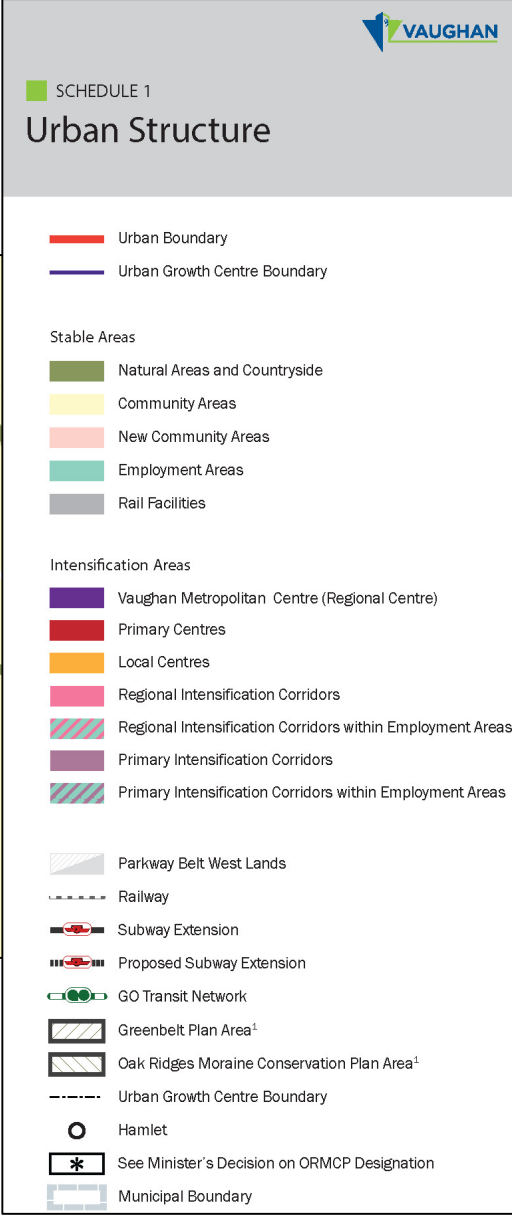 VAUGHAN
SCHEDULE 1
Urban Structure
Urban Boundary
Urban Growth Centre Boundary
Stable Areas
Natural Areas and Countryside
Community Areas
New Community Areas
Employment Areas
Rail Facilities
Intensification Areas
Vaughan Metropolitan Centre (Regional Centre)
Primary Centres
Local Centres
Regional Intensification Corridors
Regional Intensification Corridors within Employment Areas
Primary Intensification Corridors
Primary Intensification Corridors within Employment Areas
Parkway Belt West Lands
Railway
Subway Extension
Proposed Subway Extension
GO Transit Network
Greenbelt Plan Area¹
Oak Ridges Moraine Conservation Plan Area¹
Urban Growth Centre Boundary
Hamlet
See Minister's Decision on ORMCP Designation
Municipal Boundary